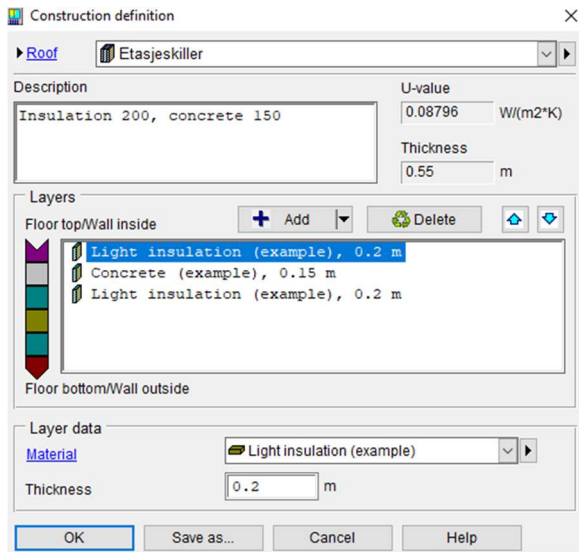 Construction definition
Roof Etasjeskiller
Description U-value
Insulation 200, concrete 150 0.08796 W/(m2*K)
Thickness
0.55 m
Layers
Floor top/Wall inside Add Delete
Light insulation (example), 0.2 m
Concrete (example), 0.15 m
Light insulation (example), 0.2 m
Floor bottom/Wall outside
Layer data
Material Light insulation (example)
Thickness 0.2 m
OK Save as... Cancel Help